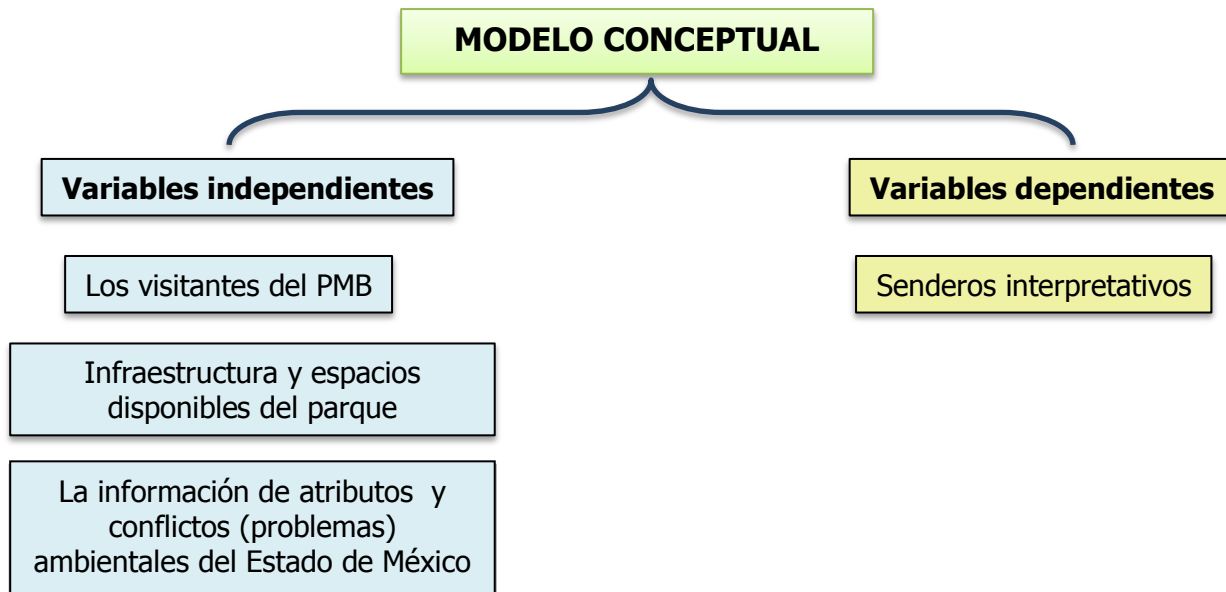 MODELO CONCEPTUAL
Variables independientes
Variables dependientes
Los visitantes del PMB
Senderos interpretativos
Infraestructura y espacios
disponibles del parque
La información de atributos y
conflictos (problemas)
ambientales del Estado de México